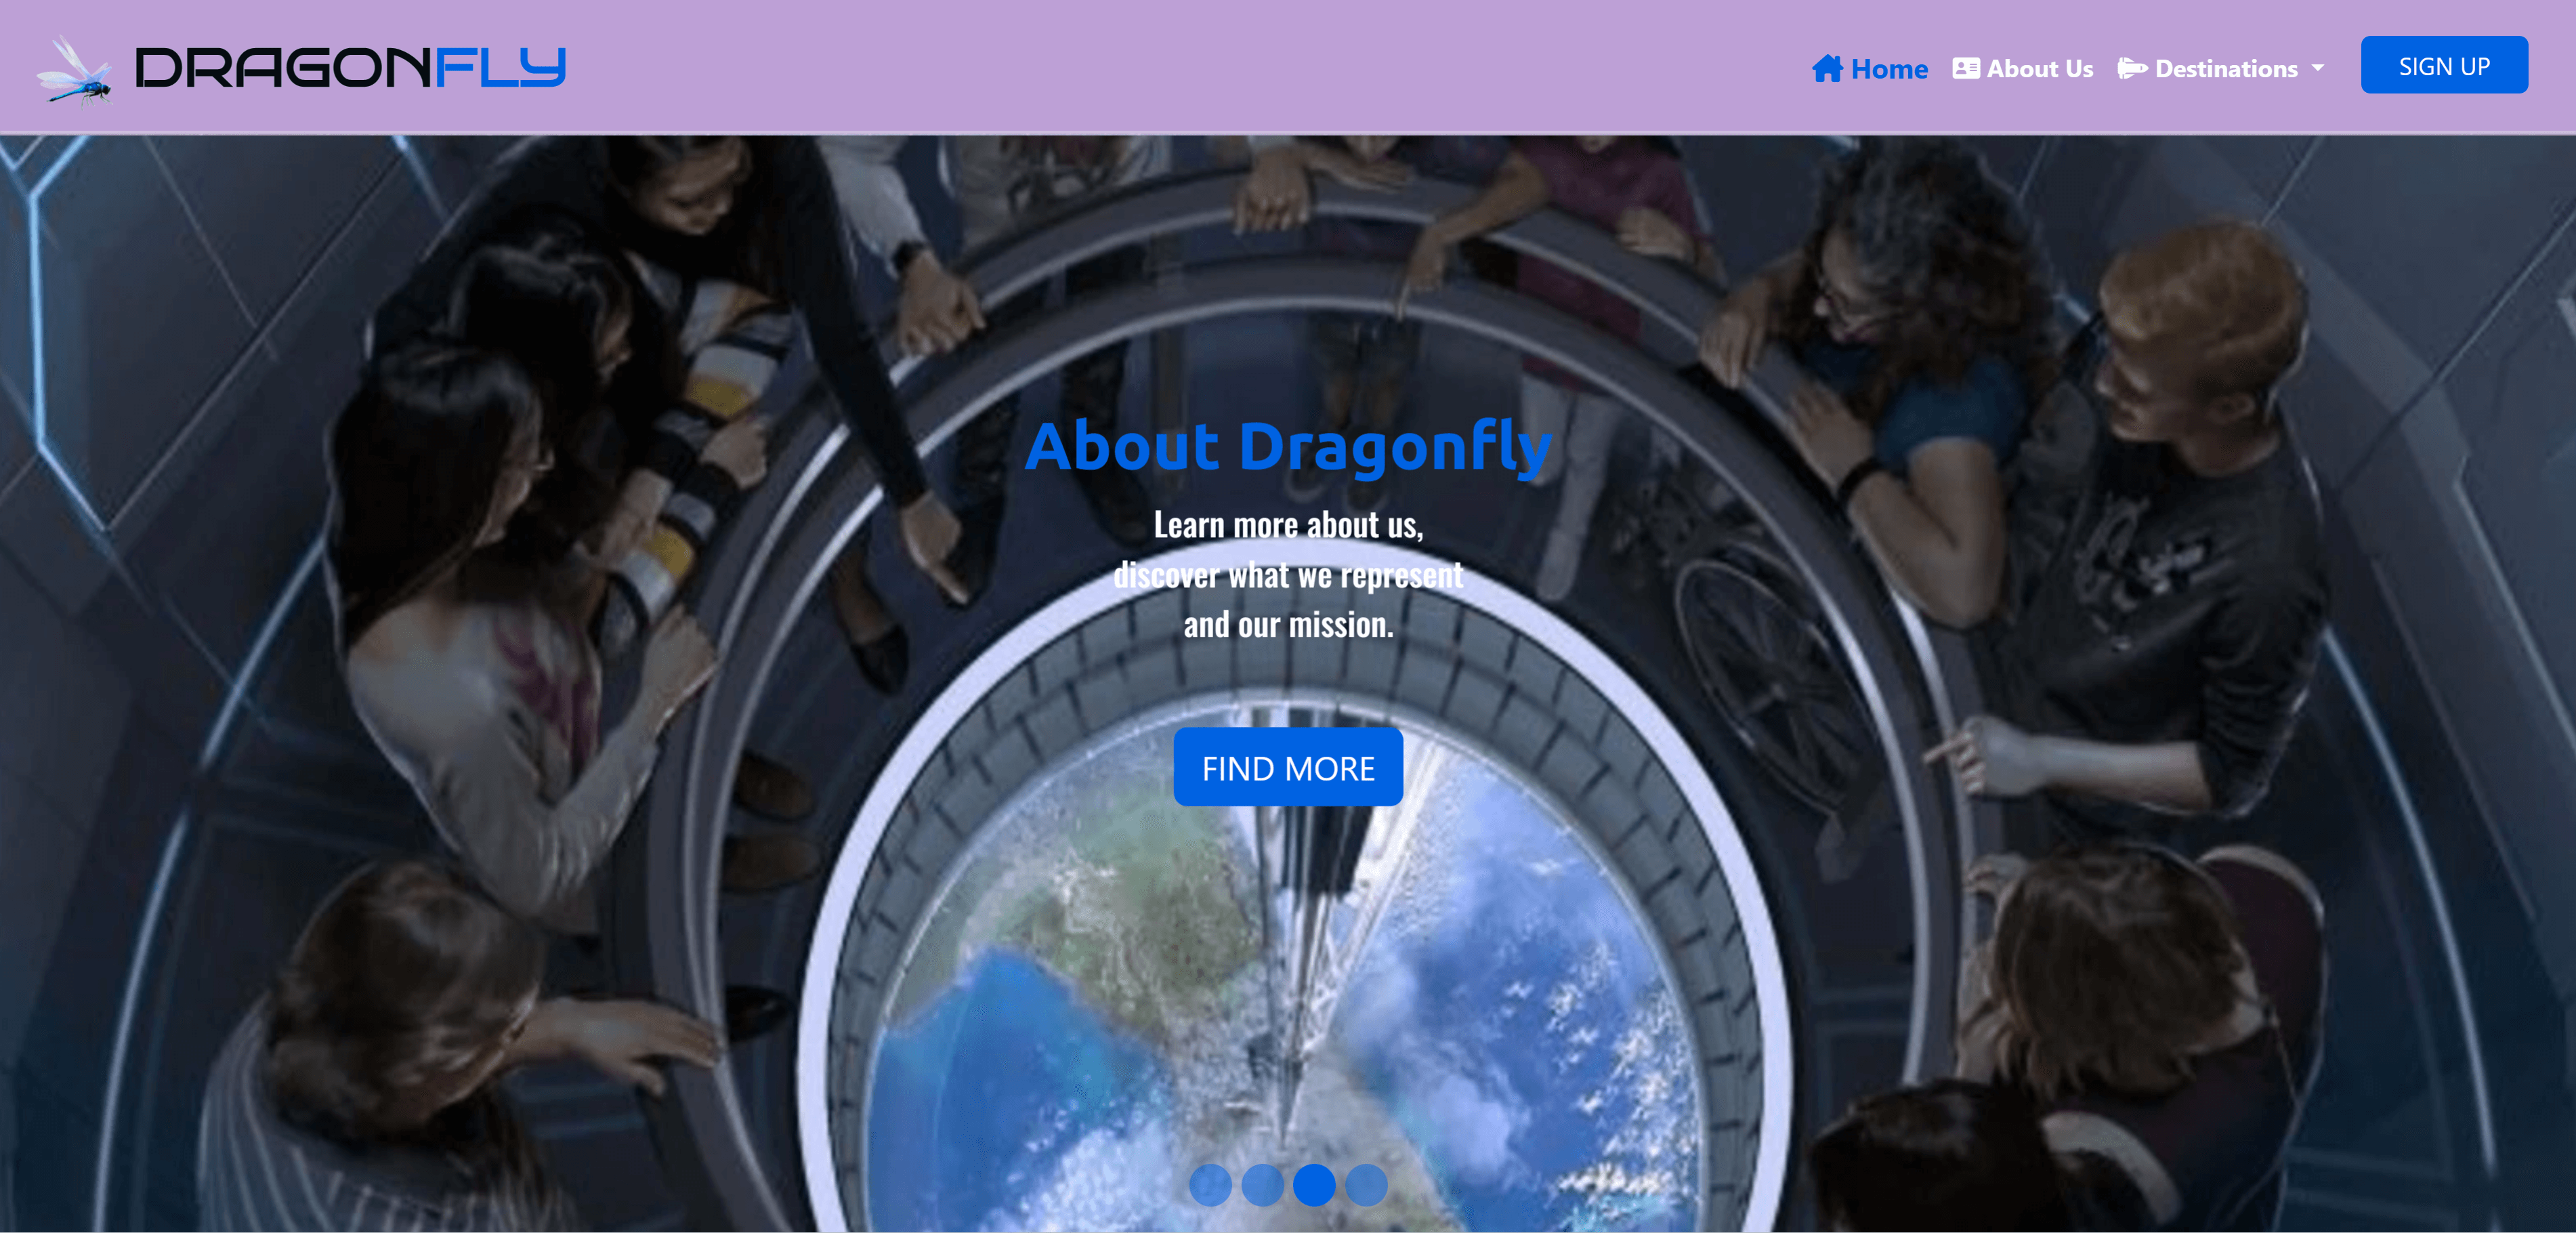 DRAGONFLY
Home About Us Destinations SIGN UP
About Dragonfly
Learn more about us,
discover what we represent
and our mission.
FIND MORE